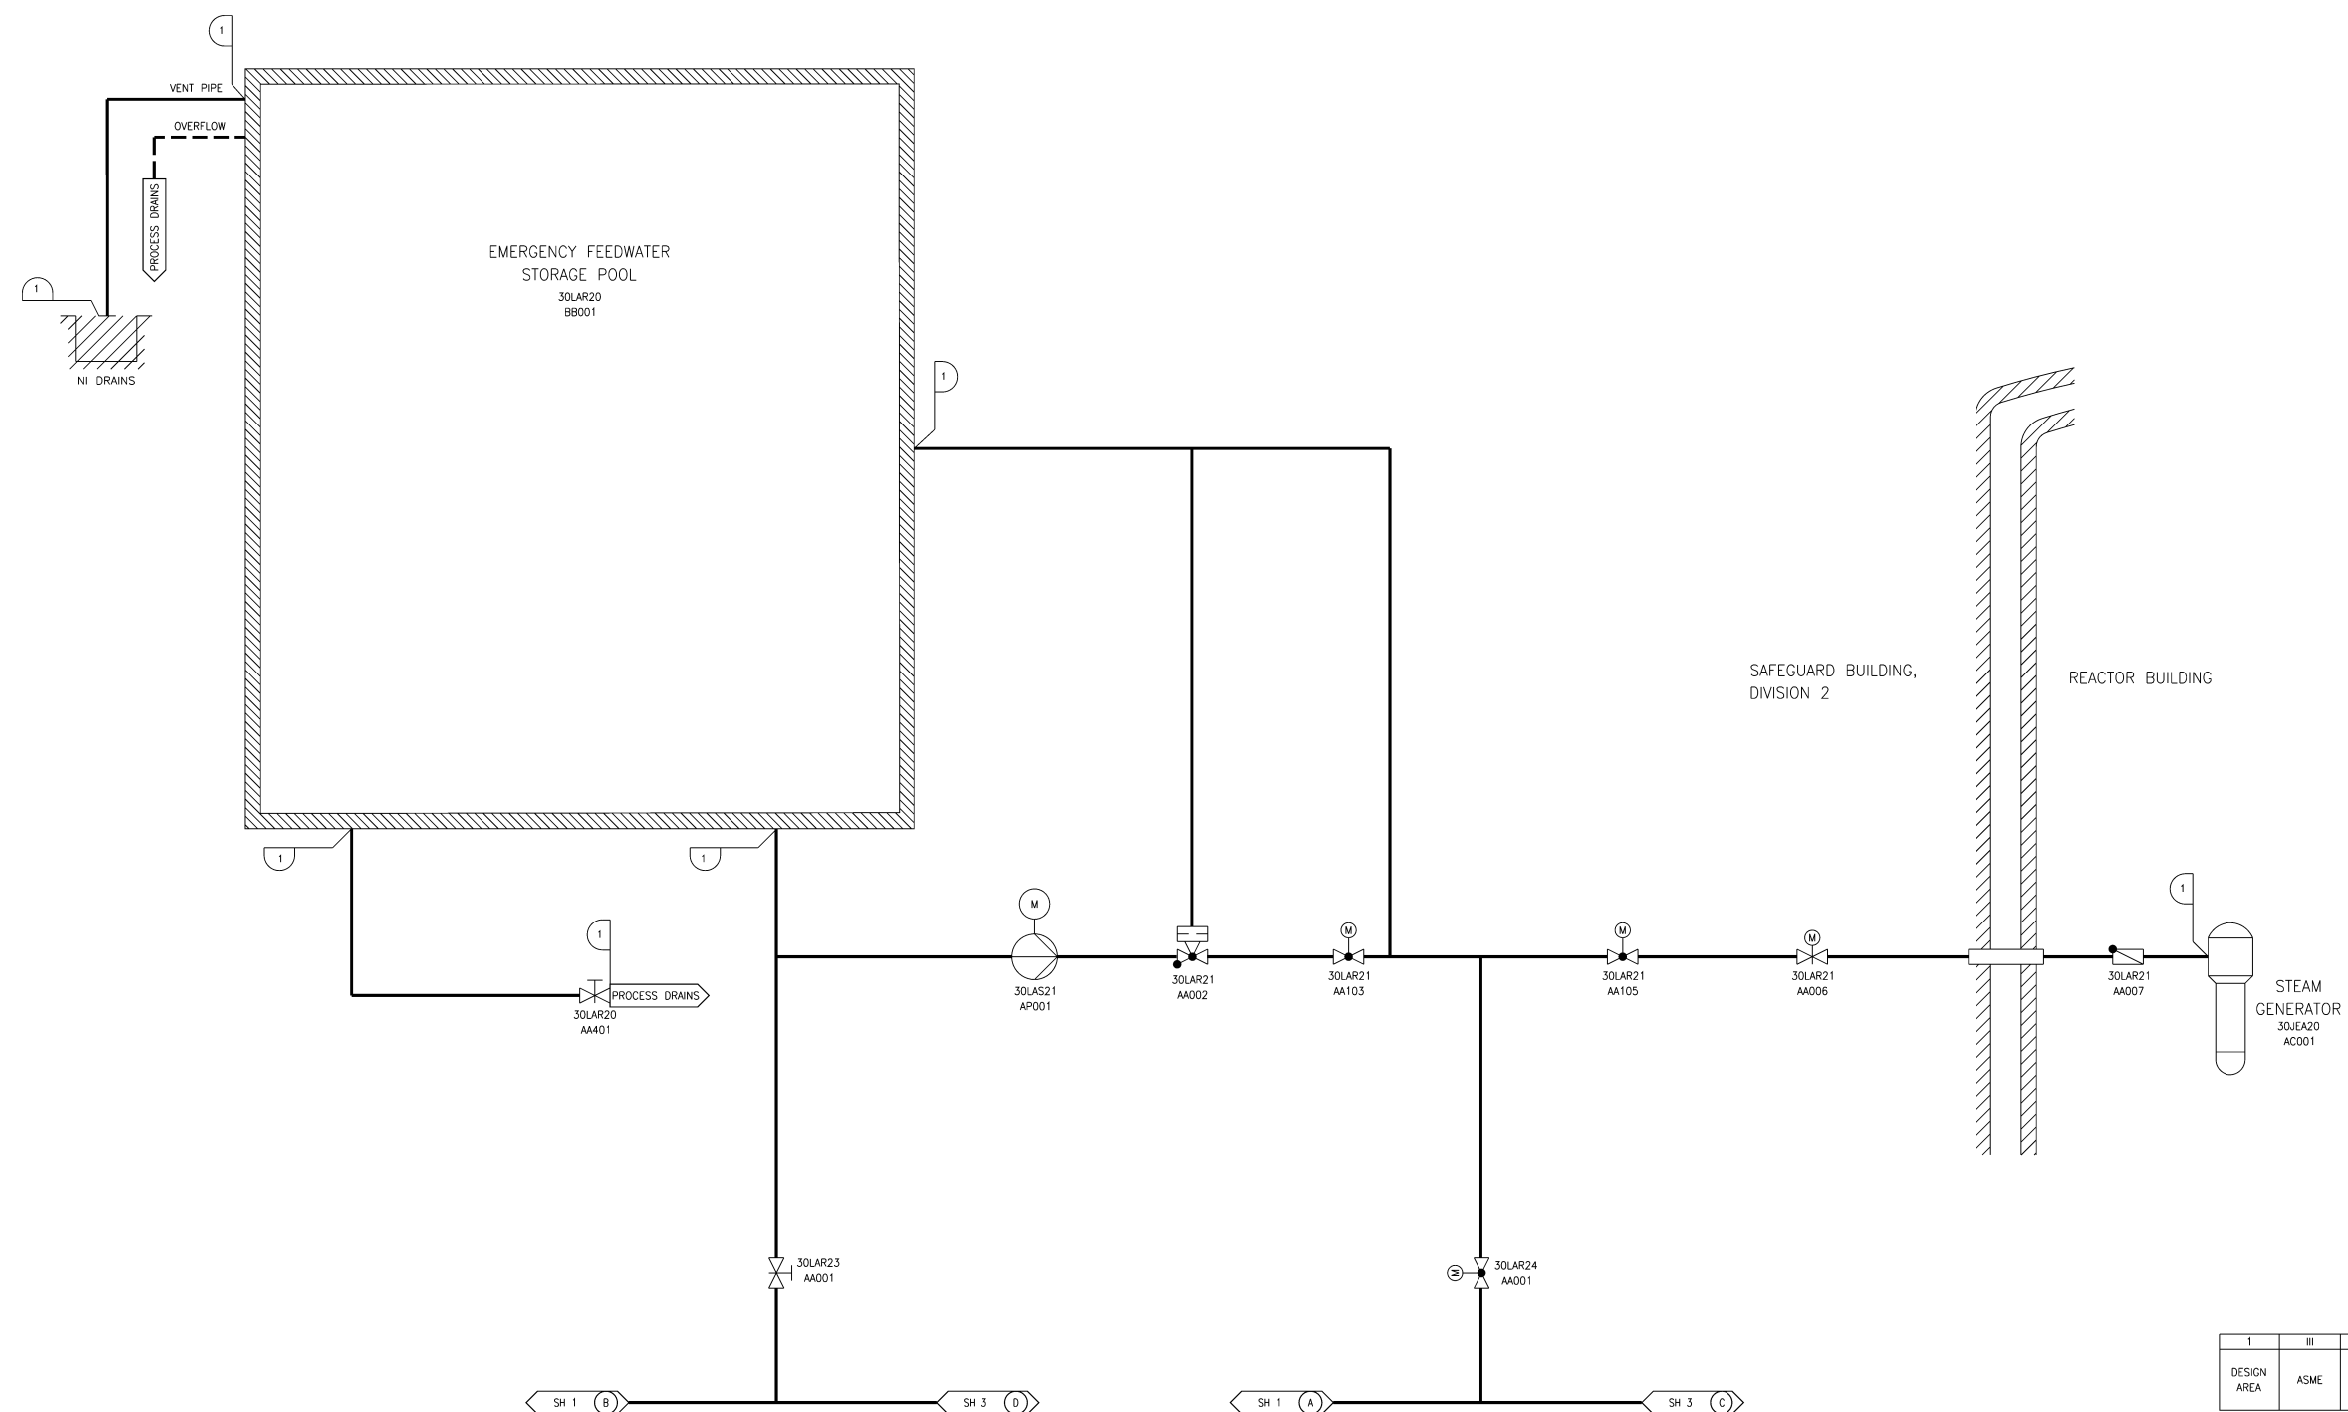 1
VENT PIPE
OVERFLOW
PROCESS DRAINS
1
NI DRAINS
EMERGENCY FEEDWATER
STORAGE POOL
30LAR20
BB001
1
SAFEGUARD BUILDING,
DIVISION 2
REACTOR BUILDING
1
1
1
PROCESS DRAINS
30LAR20
AA401
M
30LAS21
AP001
30LAR21
AA002
M
30LAR21
AA103
M
30LAR21
AA105
M
30LAR21
AA006
30LAR21
AA007
1
STEAM
GENERATOR
30JEA20
AC001
30LAR23
AA001
M
30LAR24
AA001
SH 1 B
SH 3 D
SH 1 A
SH 3 C
1 III
DESIGN
AREA
ASME